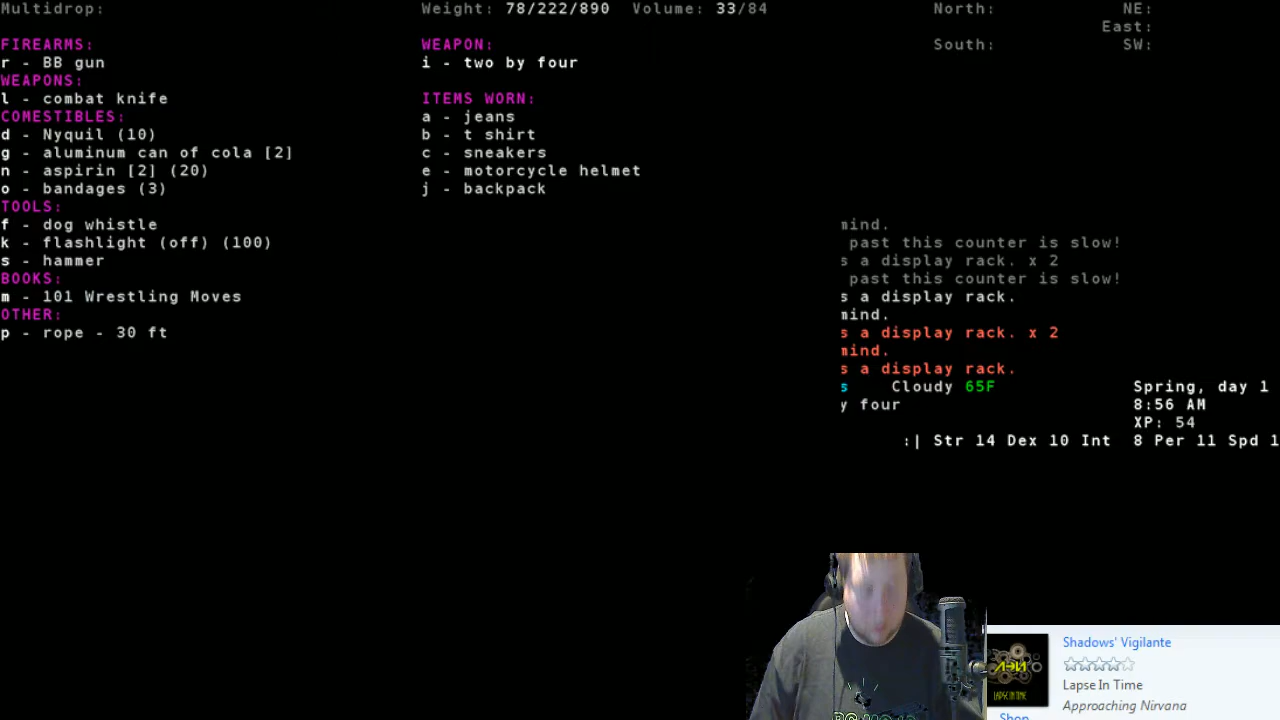 Multidrop: Weight: 78/222/890 Volume: 33/84 North: NE:
East:
FIREARMS: WEAPON: South: SW:
r - BB gun i - two by four
WEAPONS:
l - combat knife ITEMS WORN:
COMESTIBLES: a - jeans
d - Nyquil (10) b - t shirt
g - aluminum can of cola [2] c - sneakers
n - aspirin [2] (20) e - motorcycle helmet
o - bandages (3) j - backpack
TOOLS:
f - dog whistle mind.
k - flashlight (off) (100) past this counter is slow!
s - hammer s a display rack. x 2
BOOKS: past this counter is slow!
m - 101 Wrestling Moves s a display rack.
OTHER: mind.
p - rope - 30 ft s a display rack. x 2
mind.
s a display rack.
s Cloudy 65F Spring, day 1
y four 8:56 AM
XP: 54
:| Str 14 Dex 10 Int 8 Per 11 Spd 1
Shadows' Vigilante
Lapse In Time
Approaching Nirvana
LAPSE IN TIME
Shop